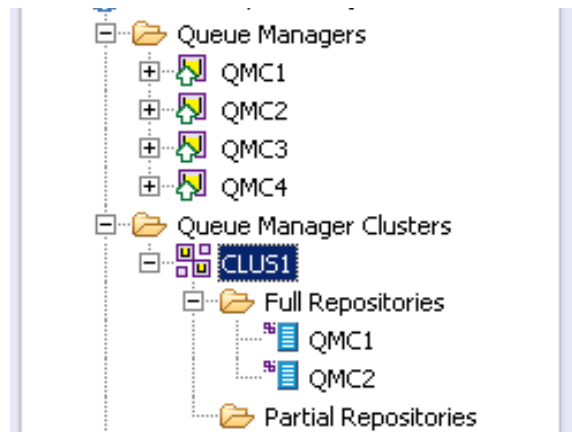 Queue Managers
QMC1
QMC2
QMC3
QMC4
Queue Manager Clusters
CLUS1
Full Repositories
QMC1
QMC2
Partial Repositories